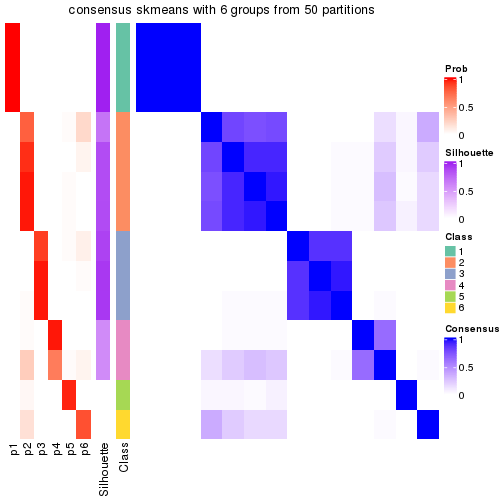 consensus skmeans with 6 groups from 50 partitions
Prob
1
0.5
0
Silhouette
1
0.5
0
Class
1
2
3
4
5
6
Consensus
1
0.5
0
p1
p2
p3
p4
p5
p6
Silhouette
Class